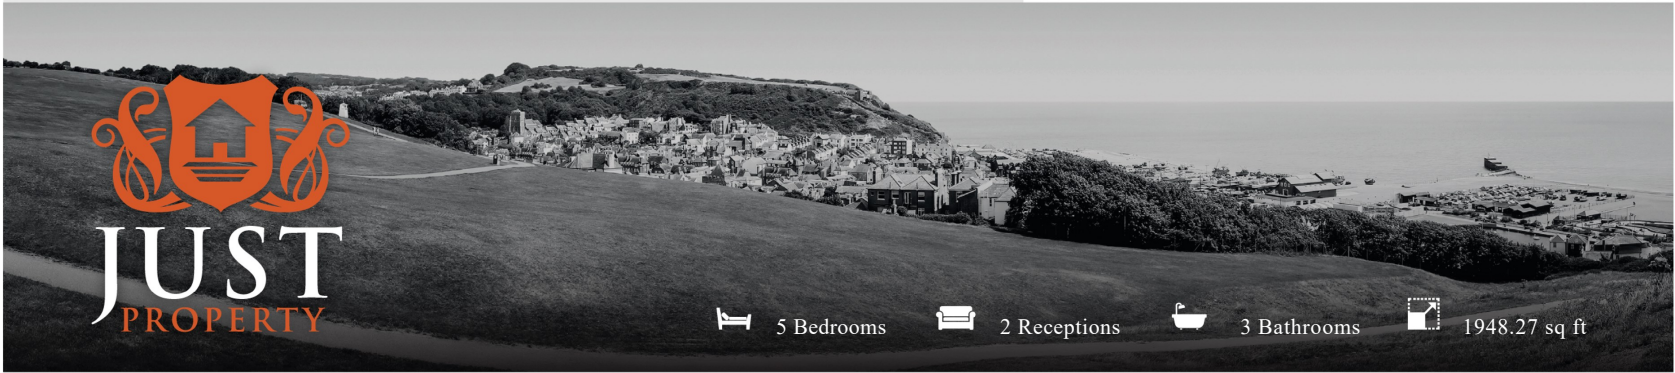 JUST
PROPERTY
5 Bedrooms
2 Receptions
3 Bathrooms
1948.27 sq ft